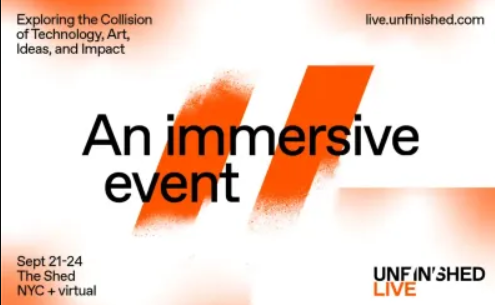 Exploring the Collision
of Technology, Art,
Ideas, and Impact
live.unfinished.com
An immersive
event
Sept 21-24
The Shed
NYC + virtual
UNFINISHED
LIVE